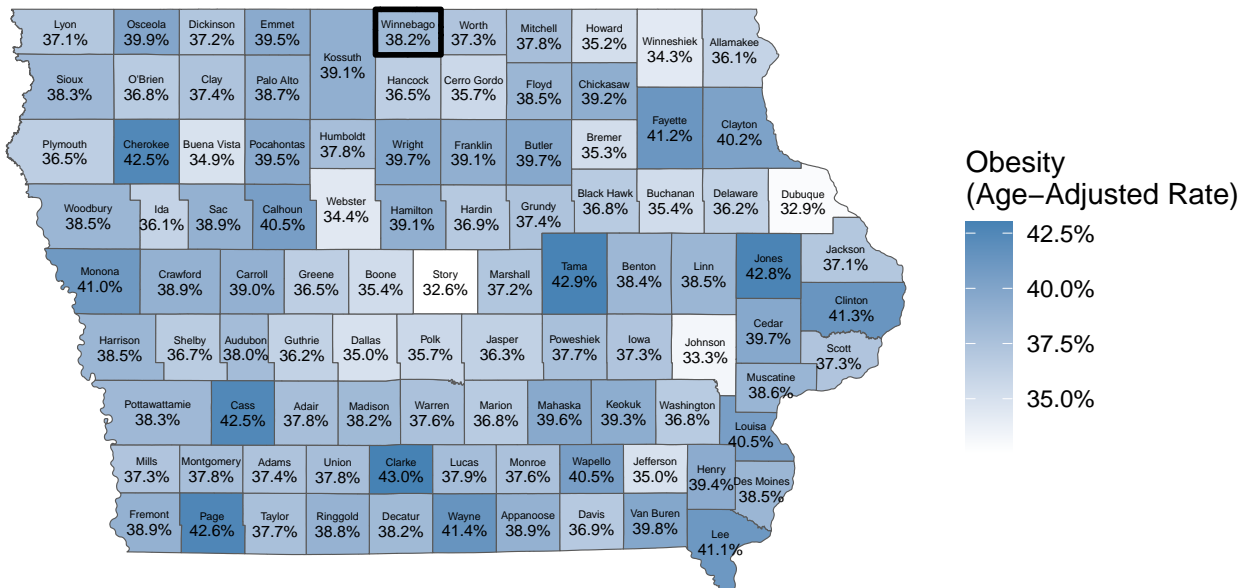 Lyon
37.1%
Osceola
39.9%
Dickinson
37.2%
Emmet
39.5%
Kossuth
39.1%
Winnebago
38.2%
Worth
37.3%
Mitchell
37.8%
Howard
35.2%
Winneshiek
34.3%
Allamakee
36.1%
Sioux
38.3%
O'Brien
36.8%
Clay
37.4%
Palo Alto
38.7%
Hancock
36.5%
Cerro Gordo
35.7%
Floyd
38.5%
Chickasaw
39.2%
Fayette
41.2%
Clayton
40.2%
Plymouth
36.5%
Cherokee
42.5%
Buena Vista
34.9%
Pocahontas
39.5%
Humboldt
37.8%
Wright
39.7%
Franklin
39.1%
Butler
39.7%
Bremer
35.3%
Woodbury
38.5%
Ida
36.1%
Sac
38.9%
Calhoun
40.5%
Webster
34.4%
Hamilton
39.1%
Hardin
36.9%
Grundy
37.4%
Black Hawk
36.8%
Buchanan
35.4%
Delaware
36.2%
Dubuque
32.9%
Monona
41.0%
Crawford
38.9%
Carroll
39.0%
Greene
36.5%
Boone
35.4%
Story
32.6%
Marshall
37.2%
Tama
42.9%
Benton
38.4%
Linn
38.5%
Jones
42.8%
Jackson
37.1%
Clinton
41.3%
Harrison
38.5%
Shelby
36.7%
Audubon
38.0%
Guthrie
36.2%
Dallas
35.0%
Polk
35.7%
Jasper
36.3%
Poweshiek
37.7%
Iowa
37.3%
Johnson
33.3%
Cedar
39.7%
Scott
37.3%
Muscatine
38.6%
Pottawattamie
38.3%
Cass
42.5%
Adair
37.8%
Madison
38.2%
Warren
37.6%
Marion
36.8%
Mahaska
39.6%
Keokuk
39.3%
Washington
36.8%
Louisa
40.5%
Mills
37.3%
Montgomery
37.8%
Adams
37.4%
Union
37.8%
Clarke
43.0%
Lucas
37.9%
Monroe
37.6%
Wapello
40.5%
Jefferson
35.0%
Henry
39.4%
Des Moines
38.5%
Fremont
38.9%
Page
42.6%
Taylor
37.7%
Ringgold
38.8%
Decatur
38.2%
Wayne
41.4%
Appanoose
38.9%
Davis
36.9%
Van Buren
39.8%
Lee
41.1%
Obesity
(Age−Adjusted Rate)
42.5%
40.0%
37.5%
35.0%